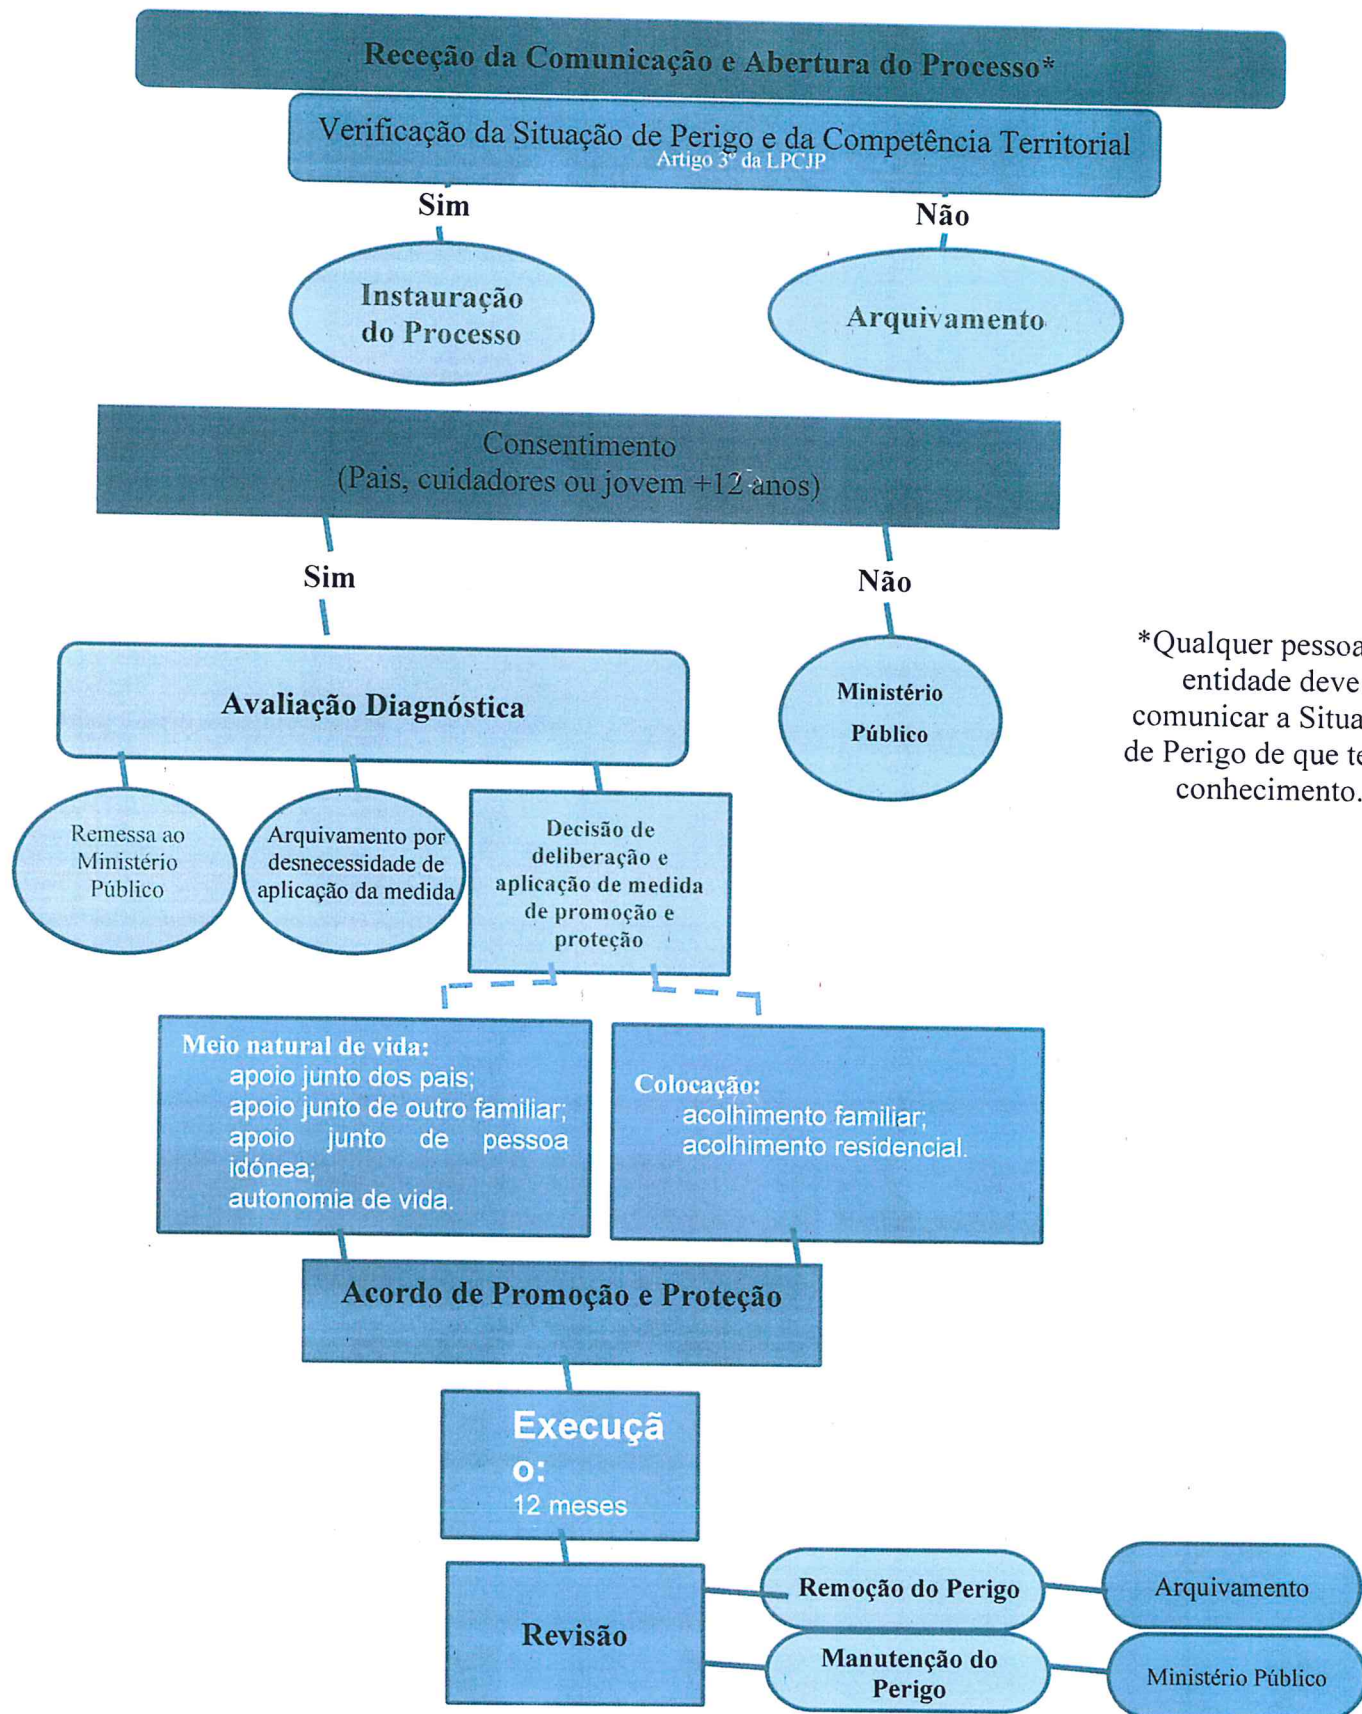 Receção da Comunicação e Abertura do Processo*
Verificação da Situação de Perigo e da Competência Territorial
Artigo 3º da LPCJP
Sim
Não
Instauração
do Processo
Arquivamento
Consentimento
(Pais, cuidadores ou jovem +12 anos)
Sim
Não
Avaliação Diagnóstica
Ministério
Público
*Qualquer pessoa
entidade deve
comunicar a Situa
de Perigo de que te
conhecimento.
Remessa ao
Ministério
Público
Arquivamento por
desnecessidade de
aplicação da medida
Decisão de
deliberação e
aplicação de medida
de promoção e
proteção
Meio natural de vida:
apoio junto dos pais;
apoio junto de outro familiar;
apoio junto de pessoa
idónea;
autonomia de vida.
Colocação:
acolhimento familiar;
acolhimento residencial.
Acordo de Promoção e Proteção
Execuçã
o:
12 meses
Revisão
Remoção do Perigo
Arquivamento
Manutenção do
Perigo
Ministério Público